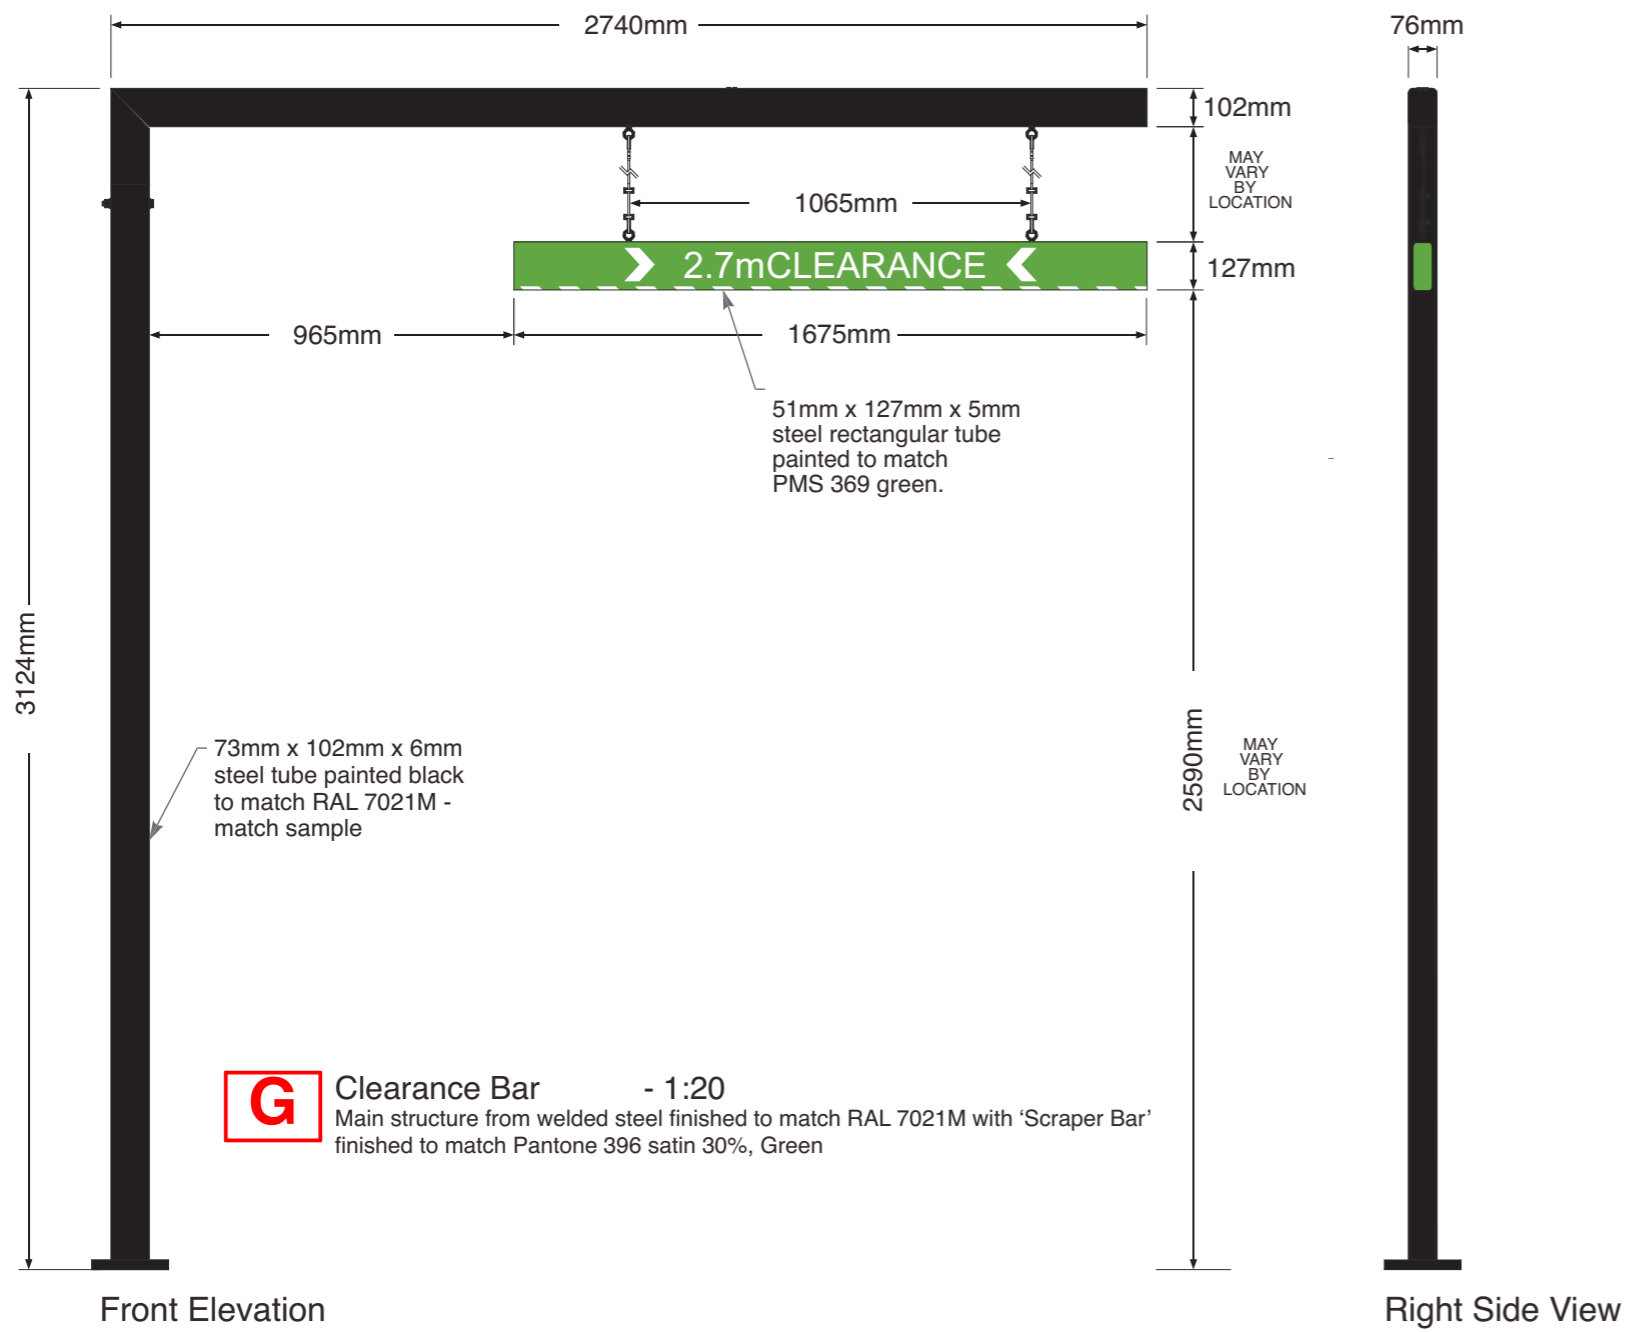 2740mm
76mm
102mm
MAY
VARY
BY
LOCATION
1065mm
2.7mCLEARANCE
127mm
965mm
1675mm
51mm x 127mm x 5mm
steel rectangular tube
painted to match
PMS 369 green.
3124mm
73mm x 102mm x 6mm
steel tube painted black
to match RAL 7021M -
match sample
2590mm
MAY
VARY
BY
LOCATION
G
Clearance Bar - 1:20
Main structure from welded steel finished to match RAL 7021M with ‘Scraper Bar’
finished to match Pantone 396 satin 30%, Green
Front Elevation
Right Side View